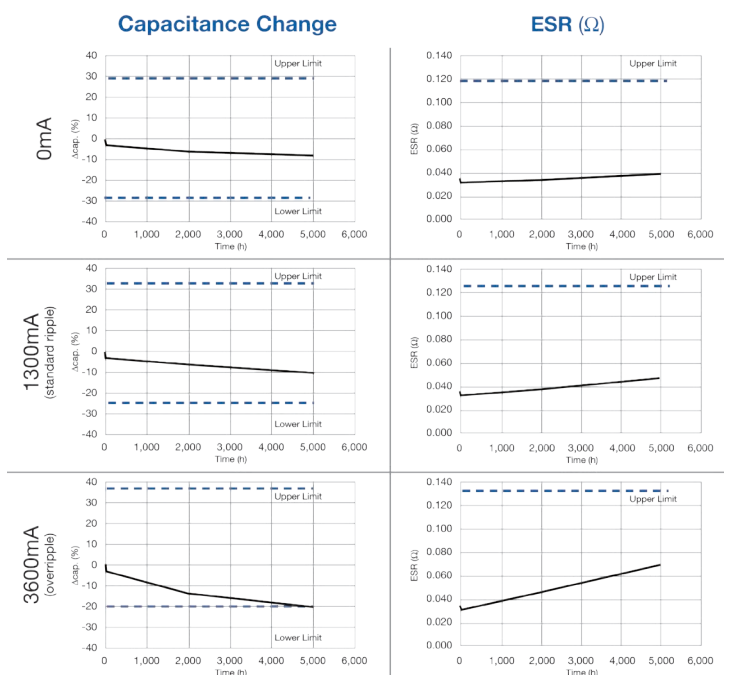 Capacitance Change
ESR (Ω)
0mA
Δcap. (%)
40
30
20
10
0
-10
-20
-30
-40
Upper Limit
Lower Limit
0 1,000 2,000 3,000 4,000 5,000 6,000
Time (h)
ESR (Ω)
0.140
0.120
0.100
0.080
0.060
0.040
0.020
0.000
Upper Limit
0 1,000 2,000 3,000 4,000 5,000 6,000
Time (h)
1300mA
(standard ripple)
Δcap. (%)
40
30
20
10
0
-10
-20
-30
-40
Upper Limit
Lower Limit
0 1,000 2,000 3,000 4,000 5,000 6,000
Time (h)
ESR (Ω)
0.140
0.120
0.100
0.080
0.060
0.040
0.020
0.000
Upper Limit
0 1,000 2,000 3,000 4,000 5,000 6,000
Time (h)
3600mA
(overripple)
Δcap. (%)
40
30
20
10
0
-10
-20
-30
-40
Upper Limit
Lower Limit
0 1,000 2,000 3,000 4,000 5,000 6,000
Time (h)
ESR (Ω)
0.140
0.120
0.100
0.080
0.060
0.040
0.020
0.000
Upper Limit
0 1,000 2,000 3,000 4,000 5,000 6,000
Time (h)